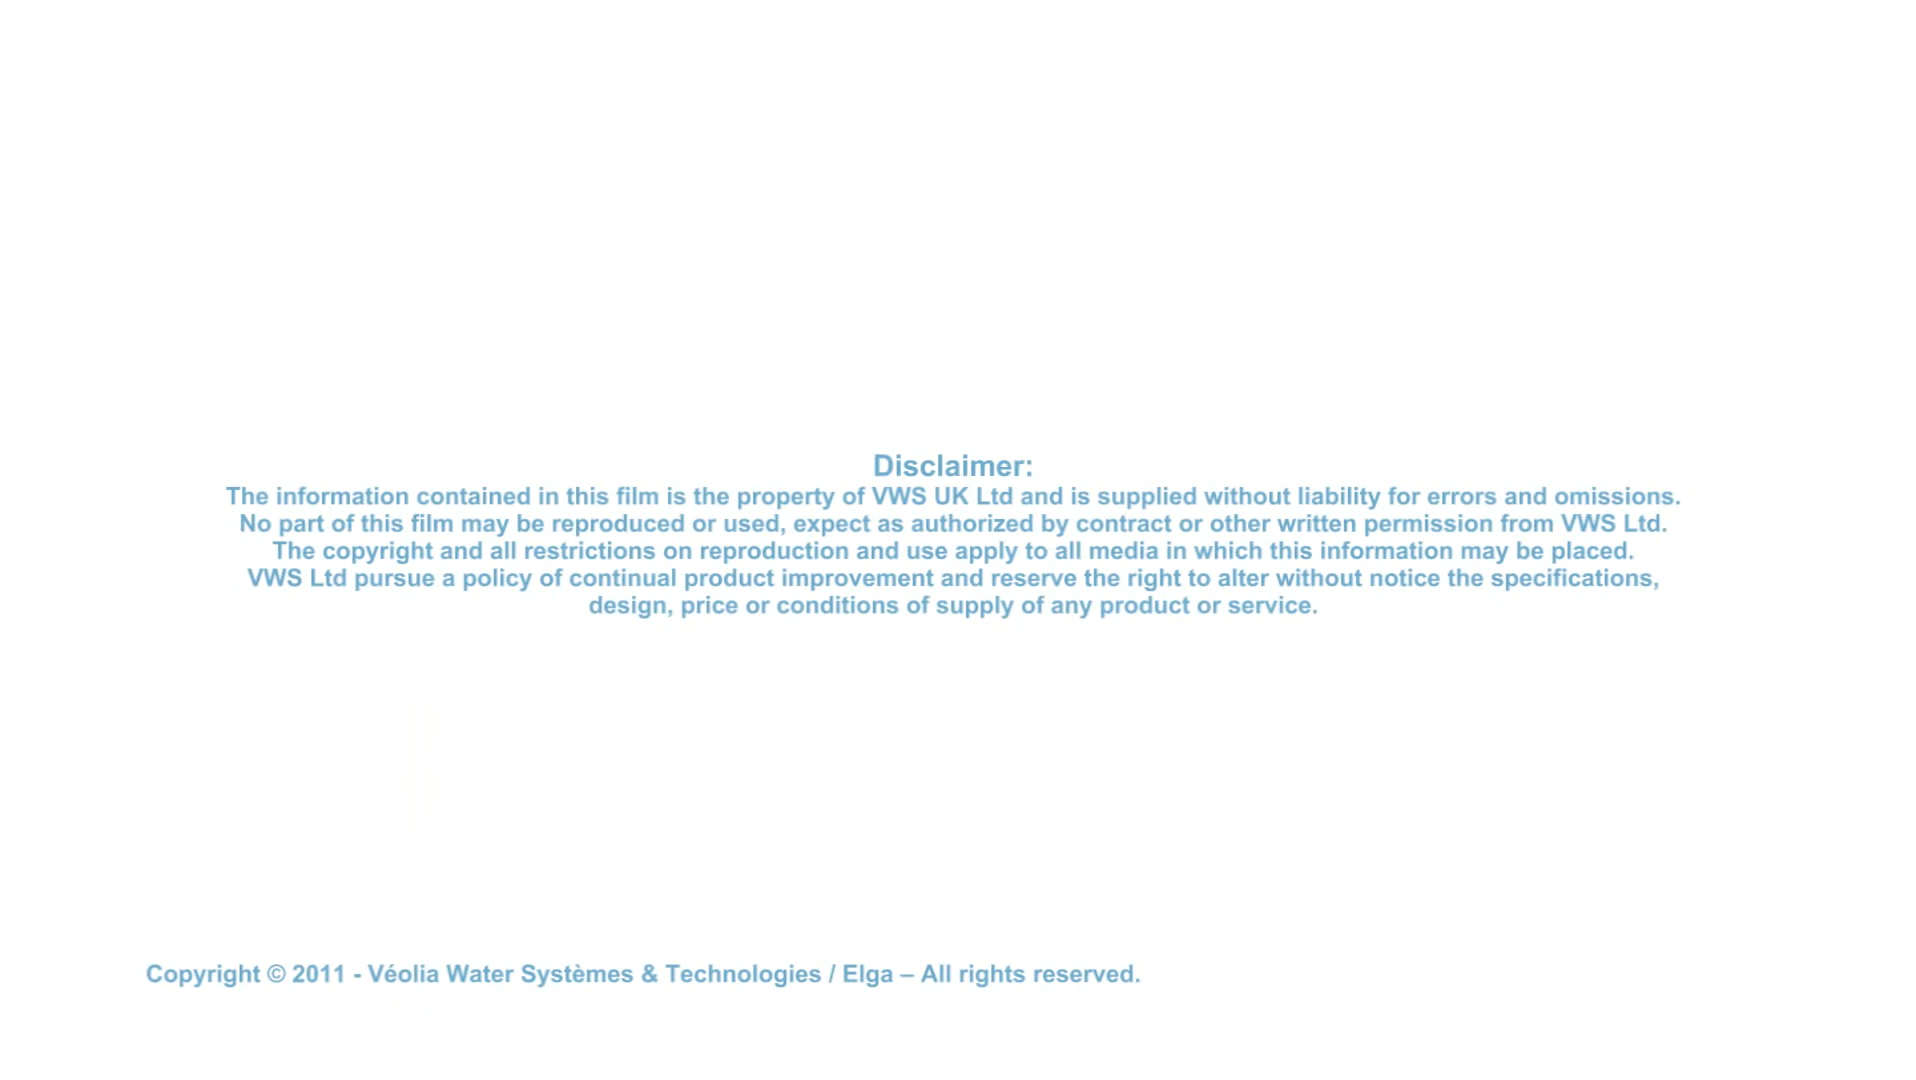 Disclaimer:
The information contained in this film is the property of VWS UK Ltd and is supplied without liability for errors and omissions.
No part of this film may be reproduced or used, expect as authorized by contract or other written permission from VWS Ltd.
The copyright and all restrictions on reproduction and use apply to all media in which this information may be placed.
VWS Ltd pursue a policy of continual product improvement and reserve the right to alter without notice the specifications,
design, price or conditions of supply of any product or service.
Copyright © 2011 - Véolia Water Systèmes & Technologies / Elga – All rights reserved.